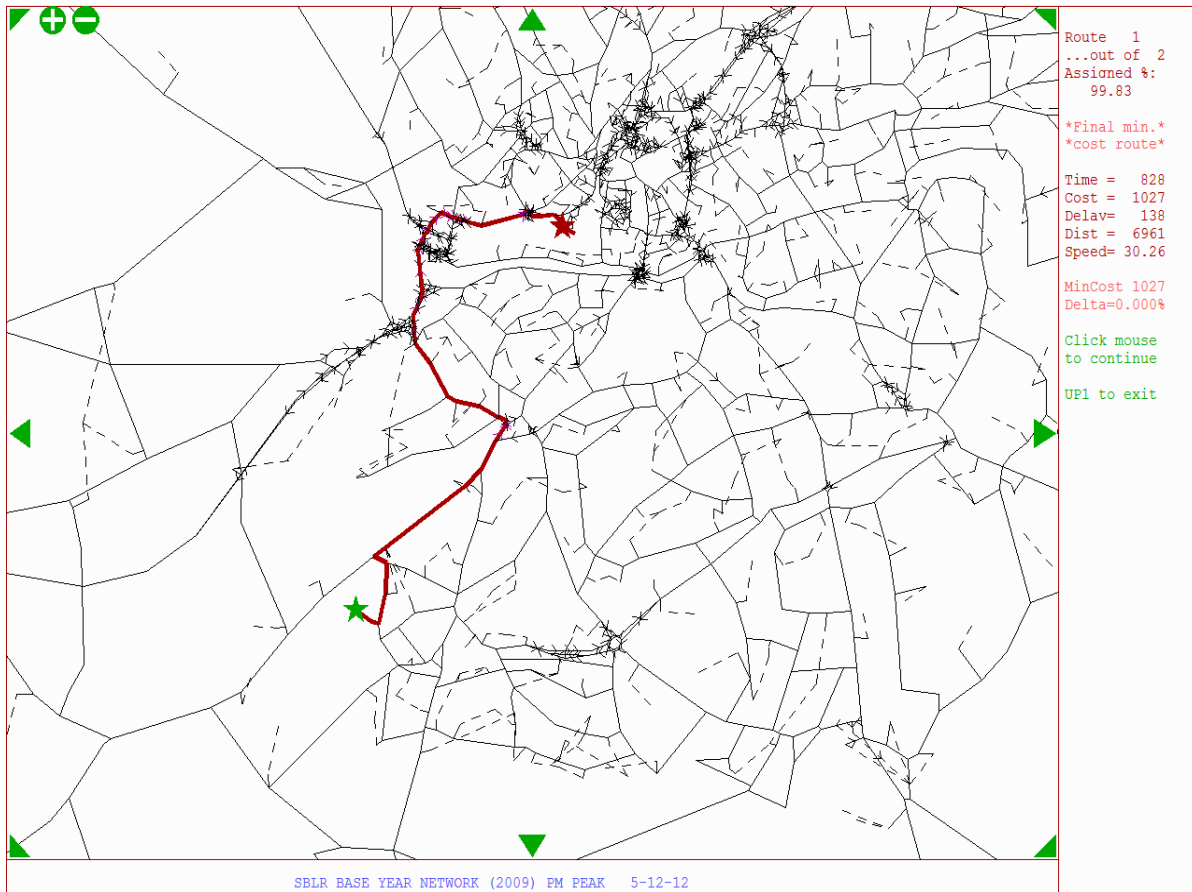 Route 1
...out of 2
Assigned %:
99.83
*Final min.*
*cost route*
Time = 828
Cost = 1027
Delay= 138
Dist = 6961
Speed= 30.26
MinCost 1027
Delta=0.000%
Click mouse
to continue
UP1 to exit
SBLR BASE YEAR NETWORK (2009) PM PEAK 5-12-12